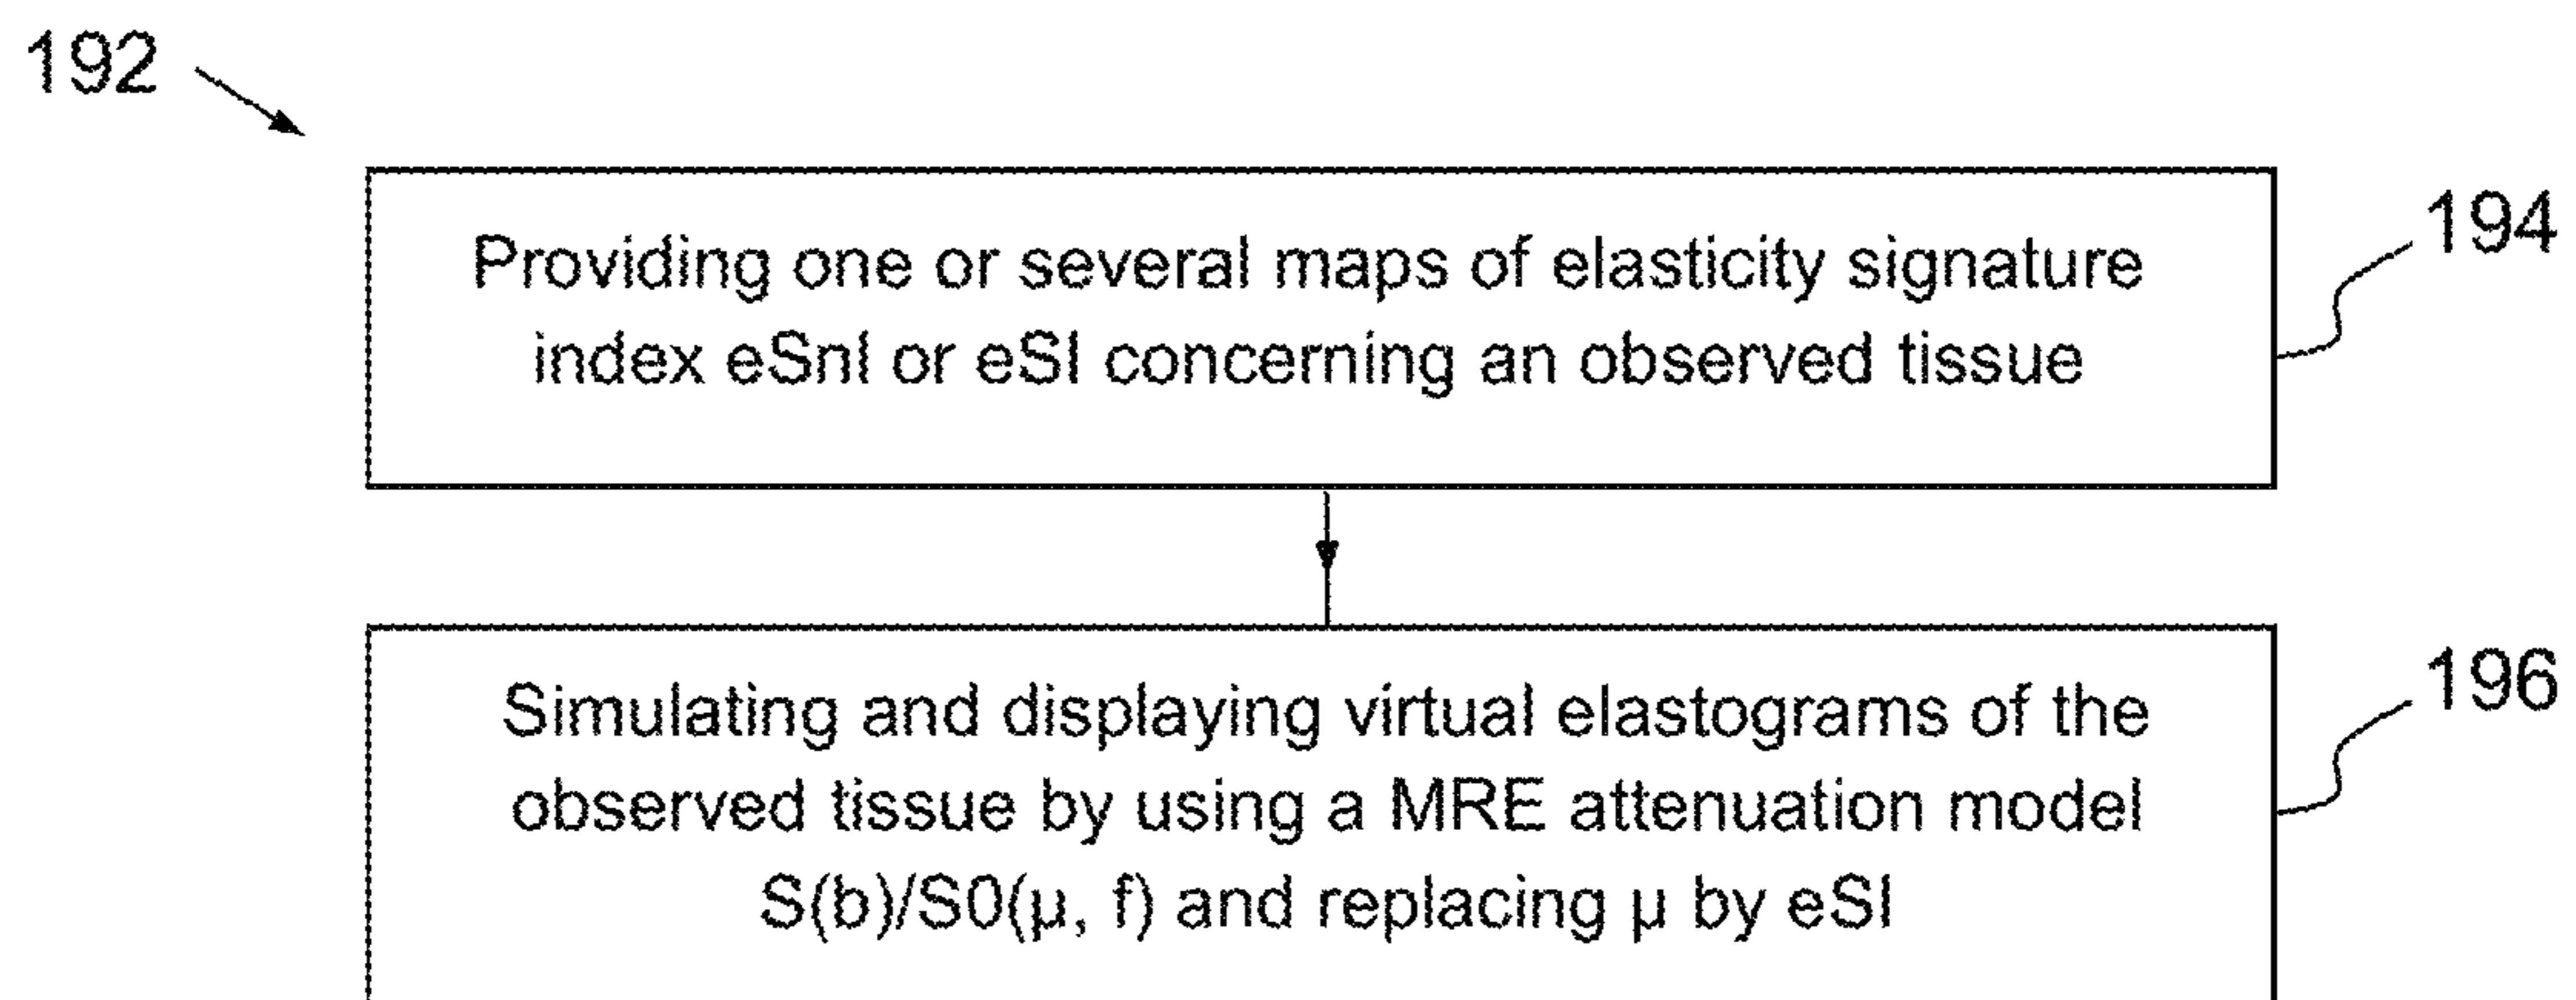 192
Providing one or several maps of elasticity signature
index eSnI or eSI concerning an observed tissue
194
Simulating and displaying virtual elastograms of the
observed tissue by using a MRE attenuation model
S(b)/S0(μ, f) and replacing μ by eSI
196